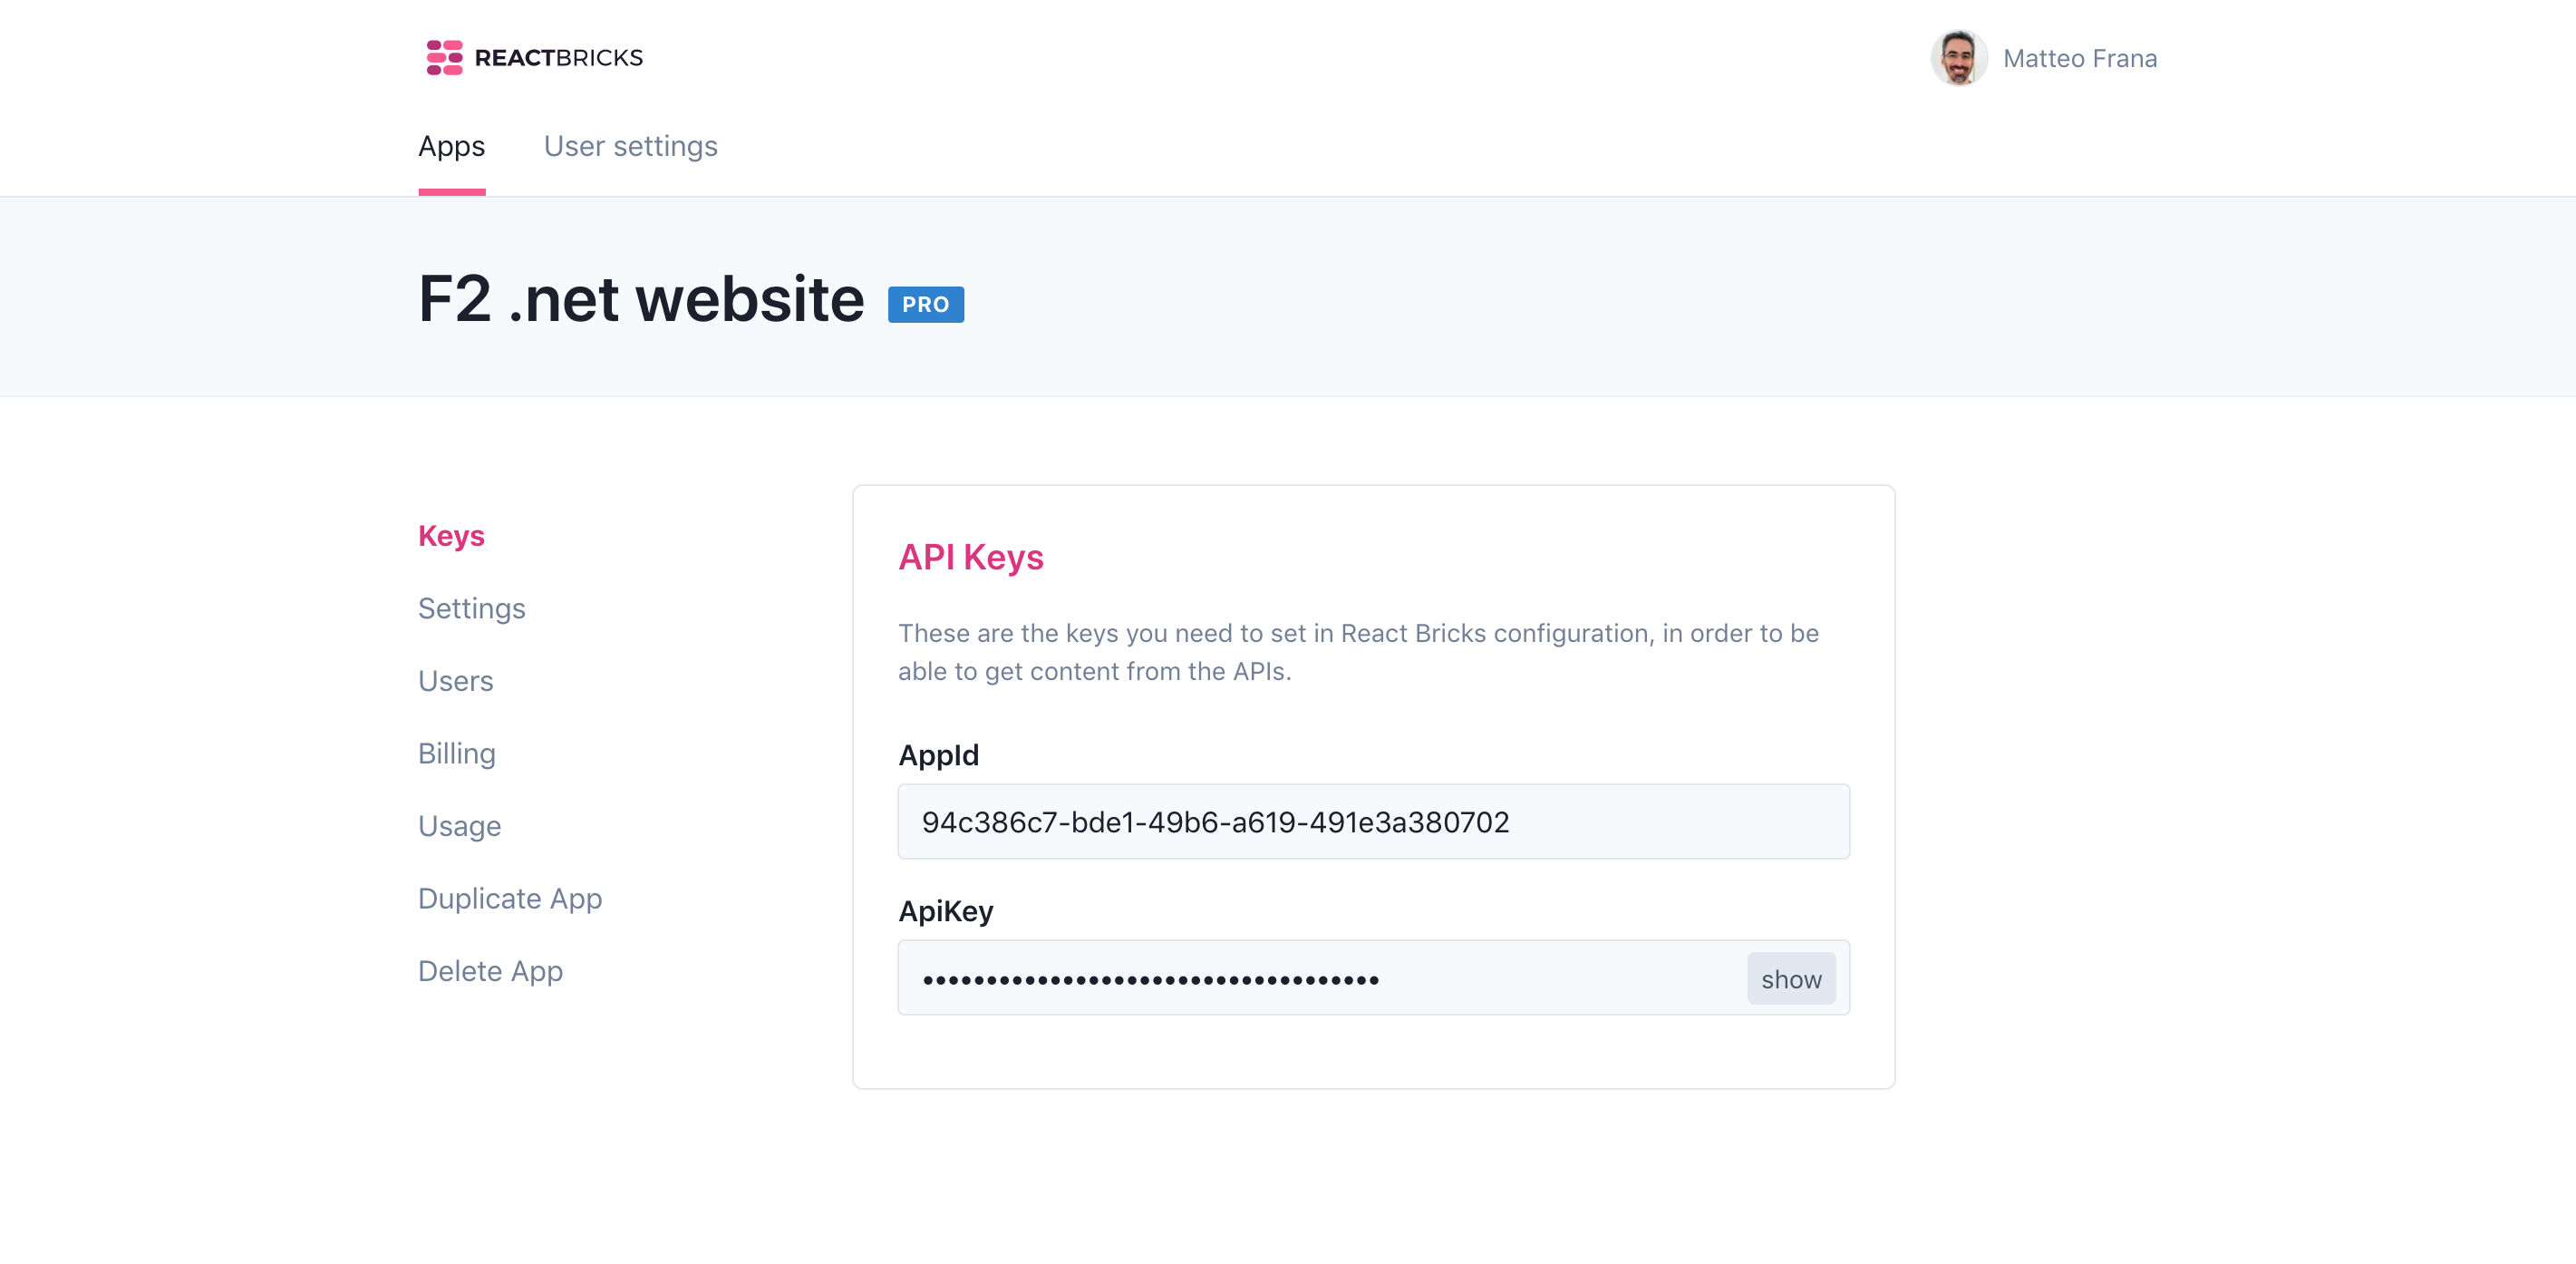 REACTBRICKS
Matteo Frana
Apps
User settings
F2 .net website
PRO
Keys
Settings
Users
Billing
Usage
Duplicate App
Delete App
API Keys
These are the keys you need to set in React Bricks configuration, in order to be
able to get content from the APIs.
AppId
94c386c7-bde1-49b6-a619-491e3a380702
ApiKey
••••••••••••••••••••••••••••••••••••
show